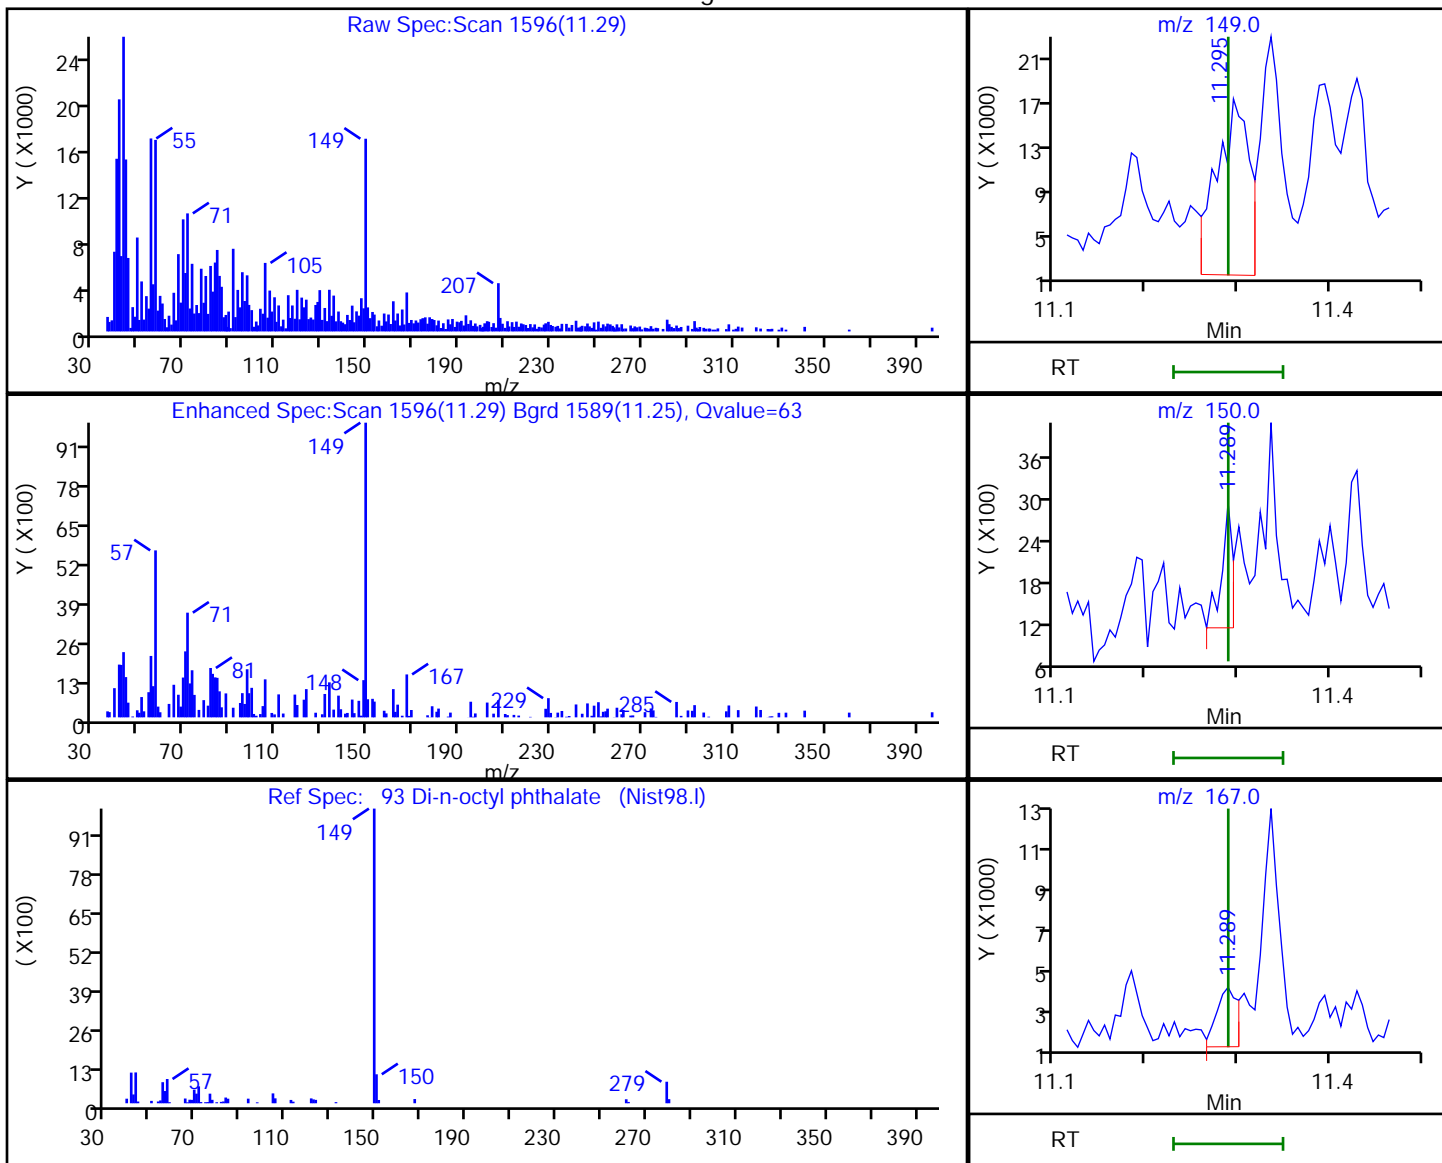 Raw Spec:Scan 1596(11.29)
Y ( X1000)
24
20
16
12
8
4
0
55
71
105
149
207
30 70 110 150 190 230 270 310 350 390
m/z
m/z 149.0
Y ( X1000)
21
17
13
9
5
1
11.295
11.1 11.4
Min
RT
Enhanced Spec:Scan 1596(11.29) Bgrd 1589(11.25), Qvalue=63
Y ( X100)
91
78
65
52
39
26
13
0
57
71
81
148
149
167
229
285
30 70 110 150 190 230 270 310 350 390
m/z
m/z 150.0
Y ( X100)
36
30
24
18
12
6
11.289
11.1 11.4
Min
RT
Ref Spec: 93 Di-n-octyl phthalate (Nist98.l)
( X100)
91
78
65
52
39
26
13
0
57
149
150
279
30 70 110 150 190 230 270 310 350 390
m/z 167.0
Y ( X1000)
13
11
9
7
5
3
1
11.289
11.1 11.4
Min
RT